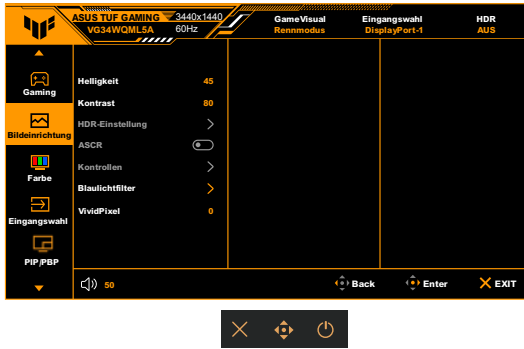 ASUS TUF GAMING
VG34WQML5A
3440x1440
60Hz
GameVisual
Rennmodus
Eingangswahl
DisplayPort-1
HDR
AUS
Gaming
Bildeinrichtung
Farbe
Eingangswahl
PIP/PBP
Helligkeit 45
Kontrast 80
HDR-Einstellung
ASCR
Kontrollen
Blaulichtfilter
VividPixel 0
50
Back
Enter
EXIT